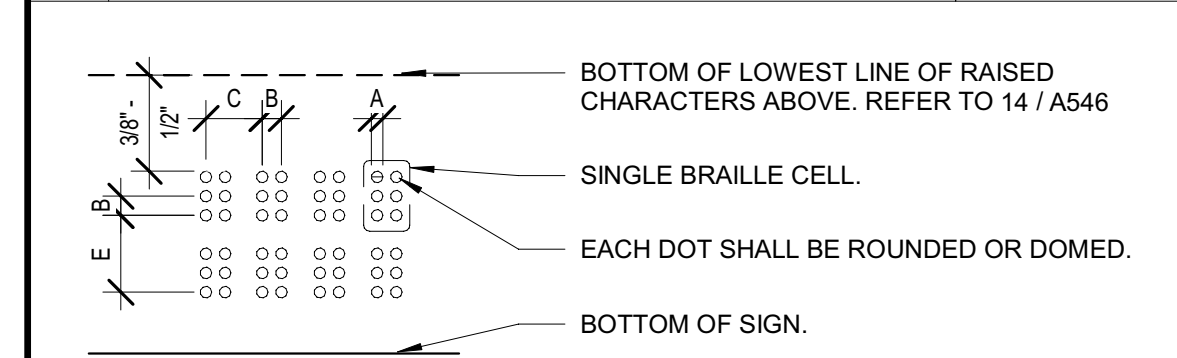 BOTTOM OF LOWEST LINE OF RAISED
CHARACTERS ABOVE. REFER TO 14 / A546
3/8" -
1/2"
C
B
A
SINGLE BRAILLE CELL.
B
E
EACH DOT SHALL BE ROUNDED OR DOMED.
BOTTOM OF SIGN.